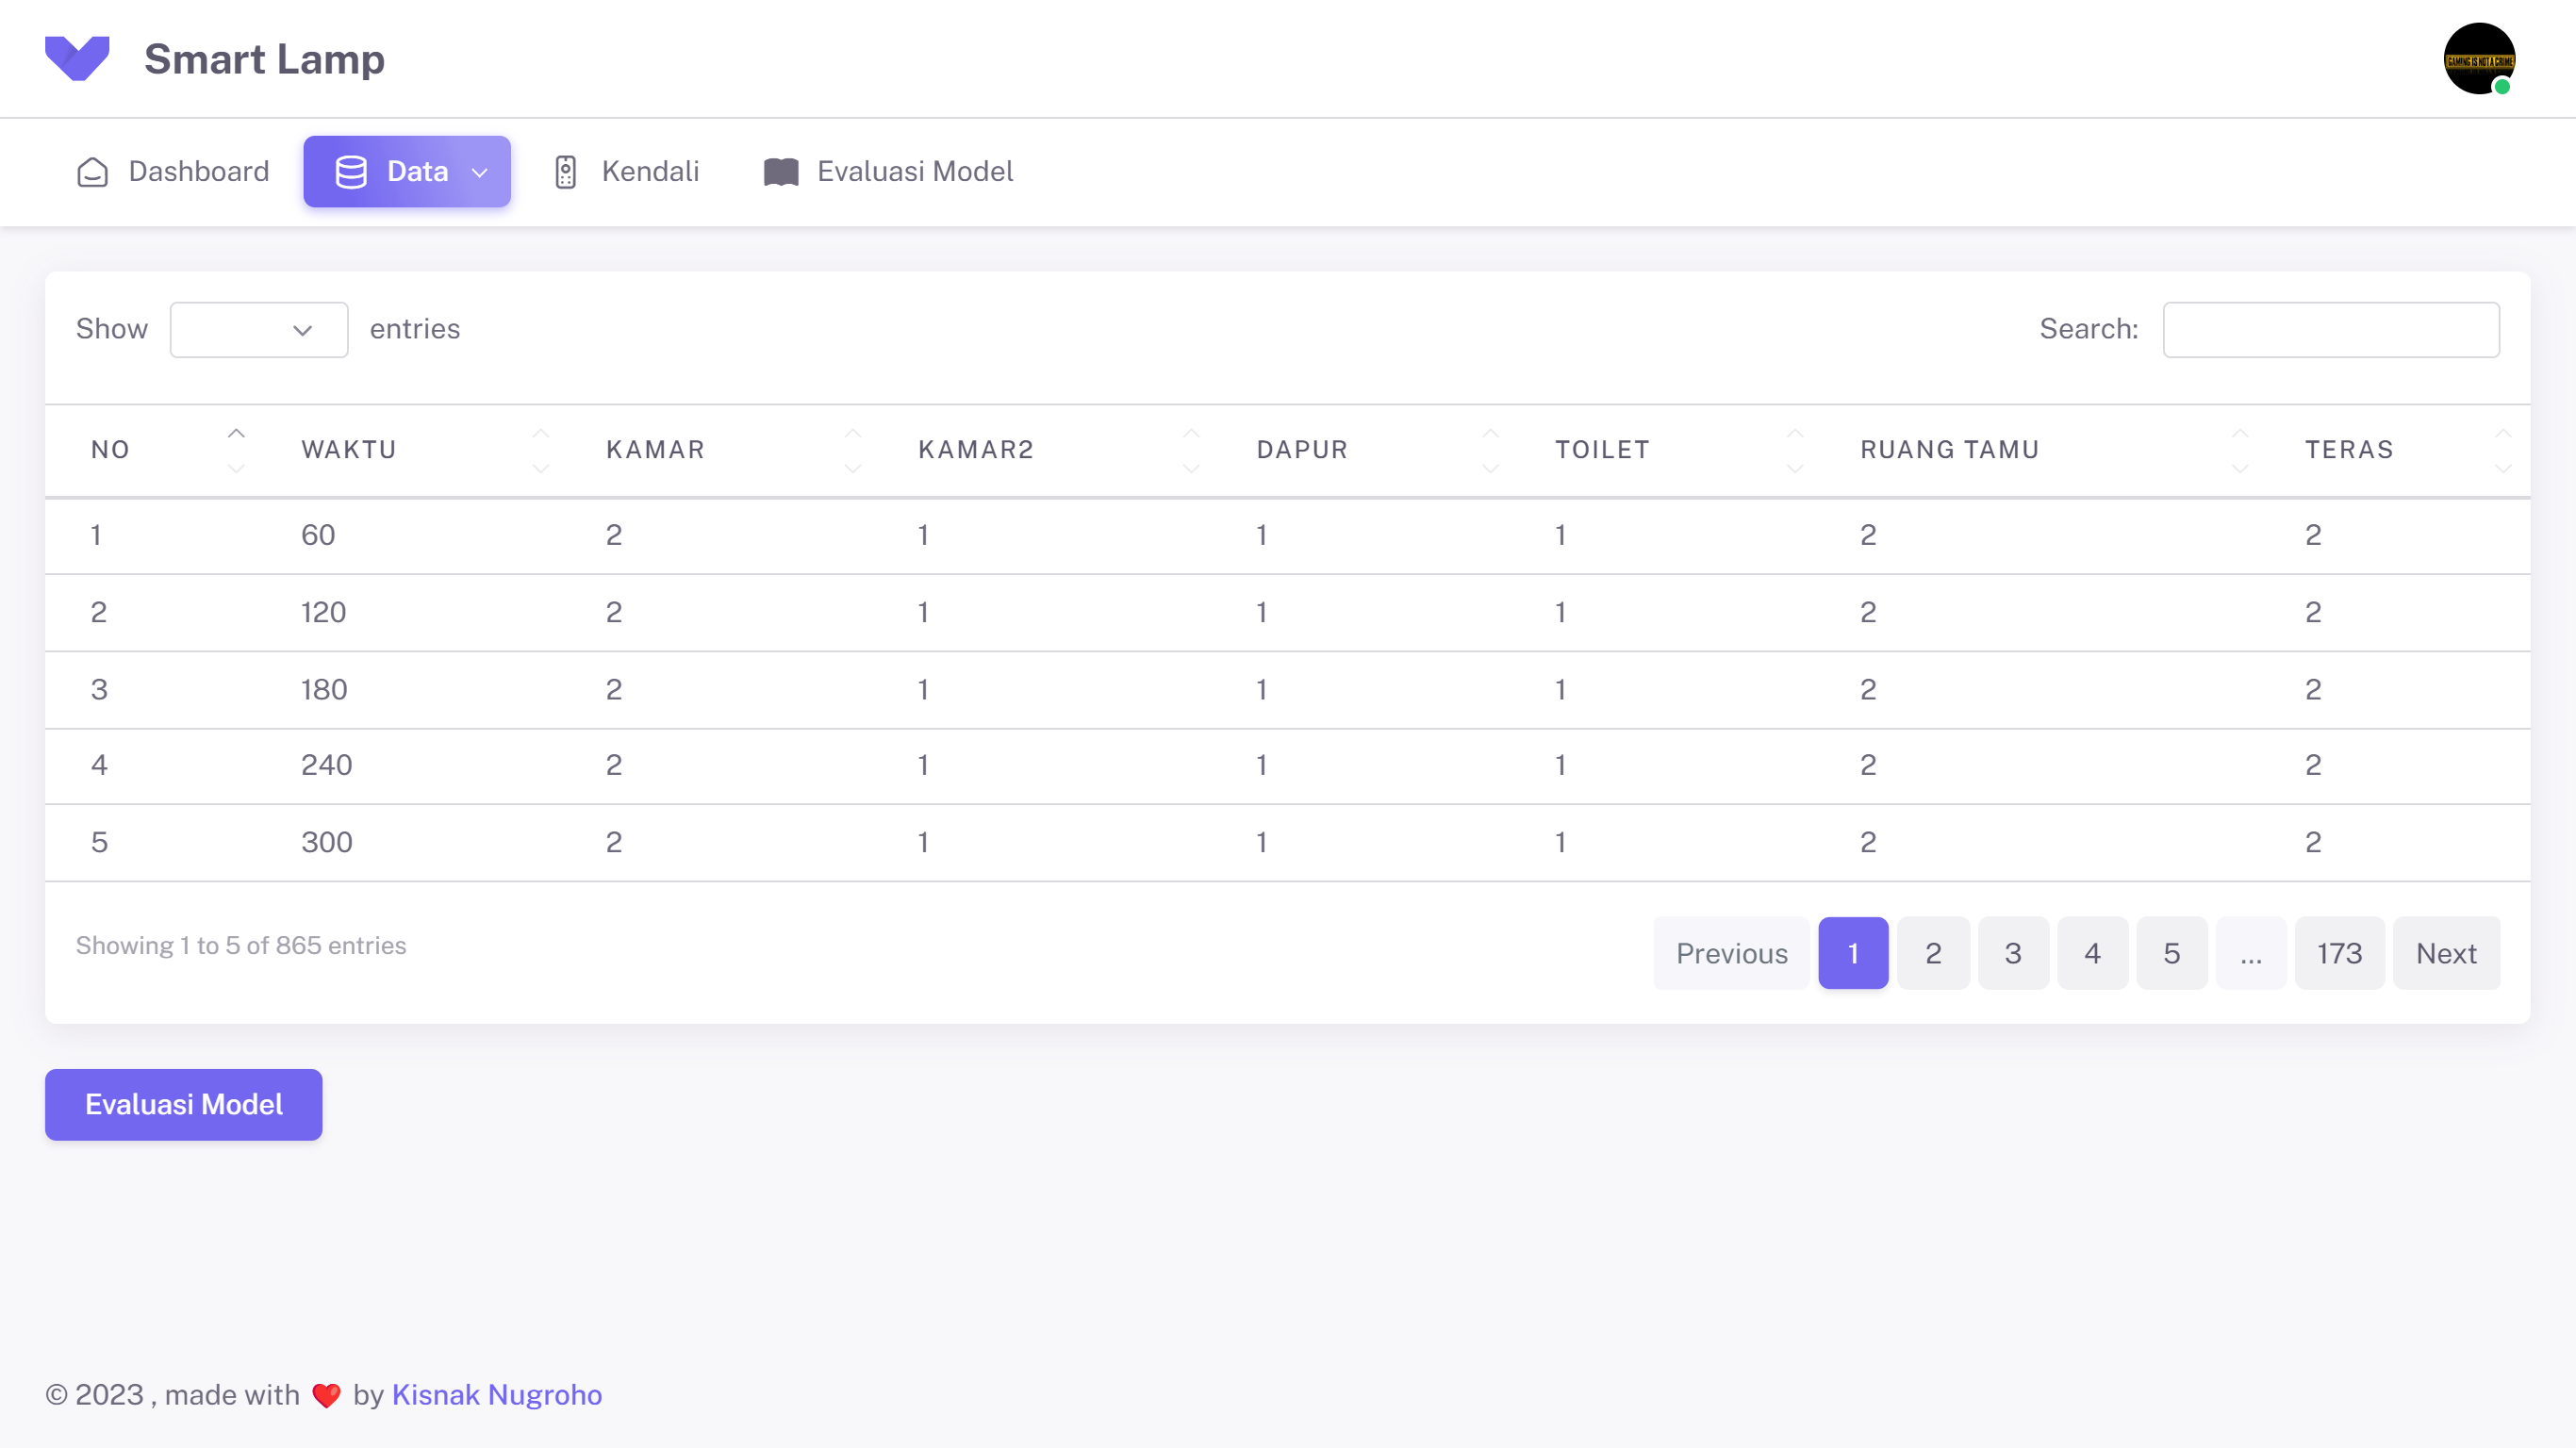 Smart Lamp
GAMING IS NOT A CRIME
Dashboard Data Kendali Evaluasi Model
Show entries Search:
NO WAKTU KAMAR KAMAR2 DAPUR TOILET RUANG TAMU TERAS
1 60 2 1 1 1 2 2
2 120 2 1 1 1 2 2
3 180 2 1 1 1 2 2
4 240 2 1 1 1 2 2
5 300 2 1 1 1 2 2
Showing 1 to 5 of 865 entries Previous 1 2 3 4 5 ... 173 Next
Evaluasi Model
© 2023 , made with ❤️ by Kisnak Nugroho